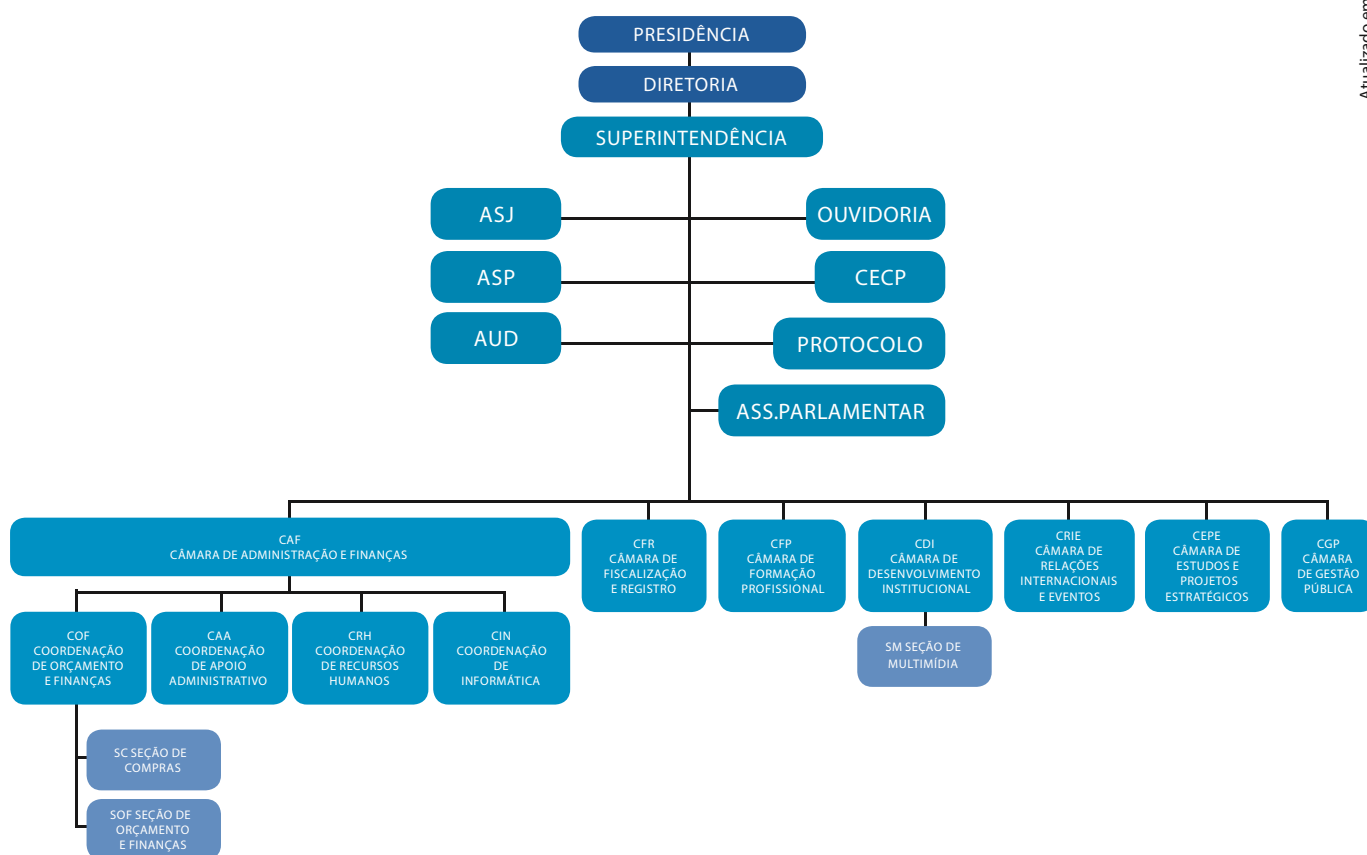 Atualizado em
PRESIDÊNCIA
DIRETORIA
SUPERINTENDÊNCIA
ASJ
OUVIDORIA
ASP
CECP
AUD
PROTOCOLO
ASS.PARLAMENTAR
CAF
CÂMARA DE ADMINISTRAÇÃO E FINANÇAS
CFR
CÂMARA DE
FISCALIZAÇÃO
E REGISTRO
CFP
CÂMARA DE
FORMAÇÃO
PROFISSIONAL
CDI
CÂMARA DE
DESENVOLVIMENTO
INSTITUCIONAL
CRIE
CÂMARA DE
RELAÇÕES
INTERNACIONAIS
E EVENTOS
CEPE
CÂMARA DE
ESTUDOS E
PROJETOS
ESTRATÉGICOS
CGP
CÂMARA
DE GESTÃO
PÚBLICA
COF
COORDENAÇÃO
DE ORÇAMENTO
E FINANÇAS
CAA
COORDENAÇÃO
DE APOIO
ADMINISTRATIVO
CRH
COORDENAÇÃO
DE RECURSOS
HUMANOS
CIN
COORDENAÇÃO
DE
INFORMÁTICA
SM SEÇÃO DE
MULTIMÍDIA
SC SEÇÃO DE
COMPRAS
SOF SEÇÃO DE
ORÇAMENTO
E FINANÇAS